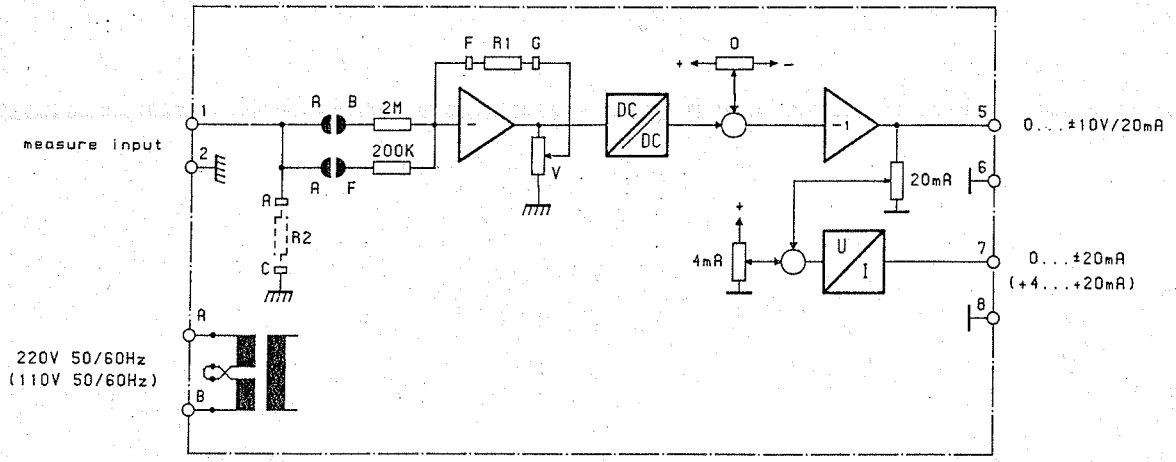 F R1 G
O
+ -
1
A B 2M
DC
DC
-
-1
5
0...±10V/20mA
measure input
2
200K
A F
V
6
20mA
A
R2
C
+
4mA
U
I
7
0...±20mA
(+4...+20mA)
8
A
220V 50/60Hz
(110V 50/60Hz)
B